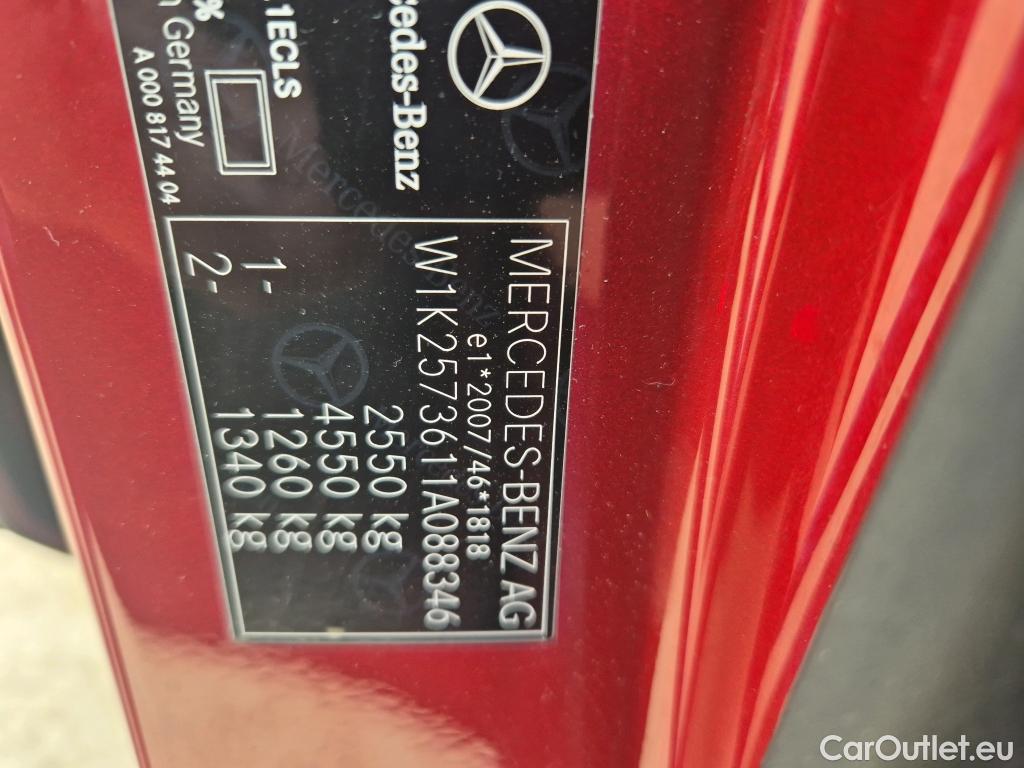 MERCEDES-BENZ AG
e1*2007/46*1818
W1K2573611A088346
2550 kg
4550 kg
1- 1260 kg
2- 1340 kg
Mercedes-Benz
1ECLS
%
Germany
A 000 817 44 04
CarOutlet.eu